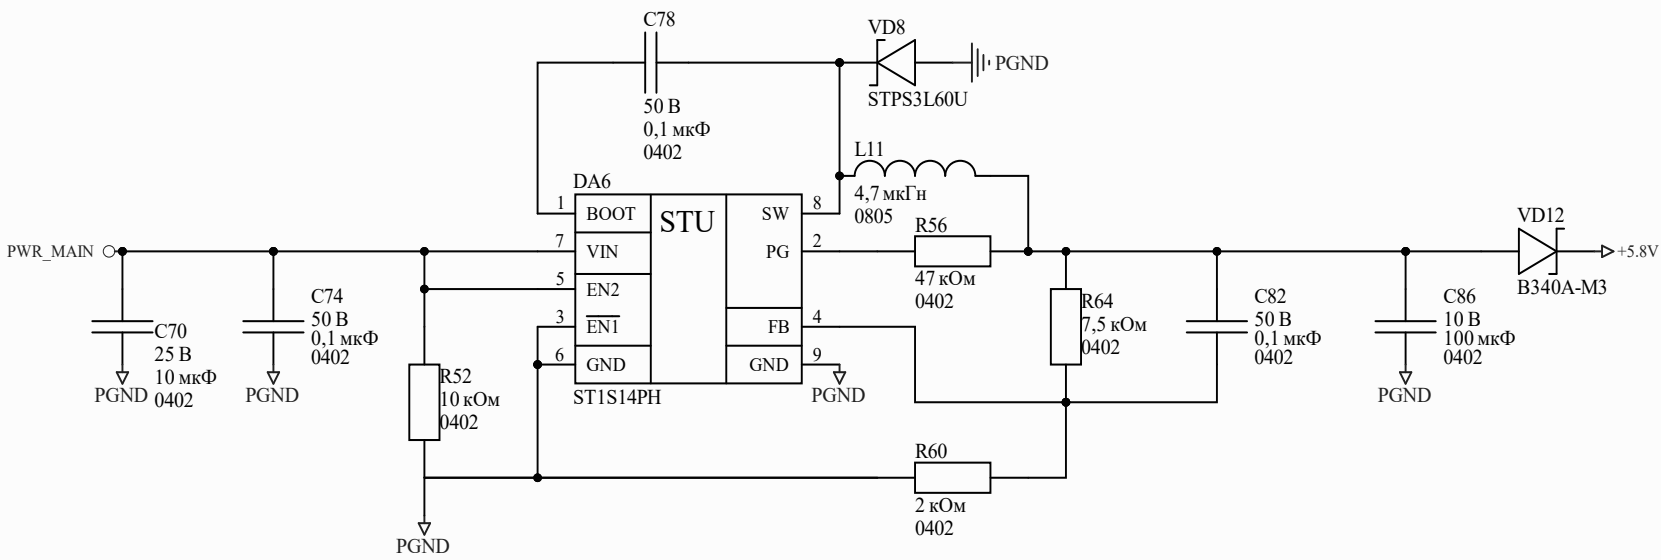 C78
50 В
0,1 мкФ
0402
VD8
STPS3L60U
PGND
L11
4,7 мкГн
0805
DA6
STU
1
BOOT
7
VIN
5
EN2
3
EN1
6
GND
SW
8
PG
2
FB
4
GND
9
ST1S14PH
PGND
PWR_MAIN
C70
25 В
10 мкФ
0402
PGND
C74
50 В
0,1 мкФ
0402
PGND
R52
10 кОм
0402
PGND
R56
47 кОм
0402
R64
7,5 кОм
0402
R60
2 кОм
0402
C82
50 В
0,1 мкФ
0402
C86
10 В
100 мкФ
0402
PGND
VD12
B340A-M3
+5.8V